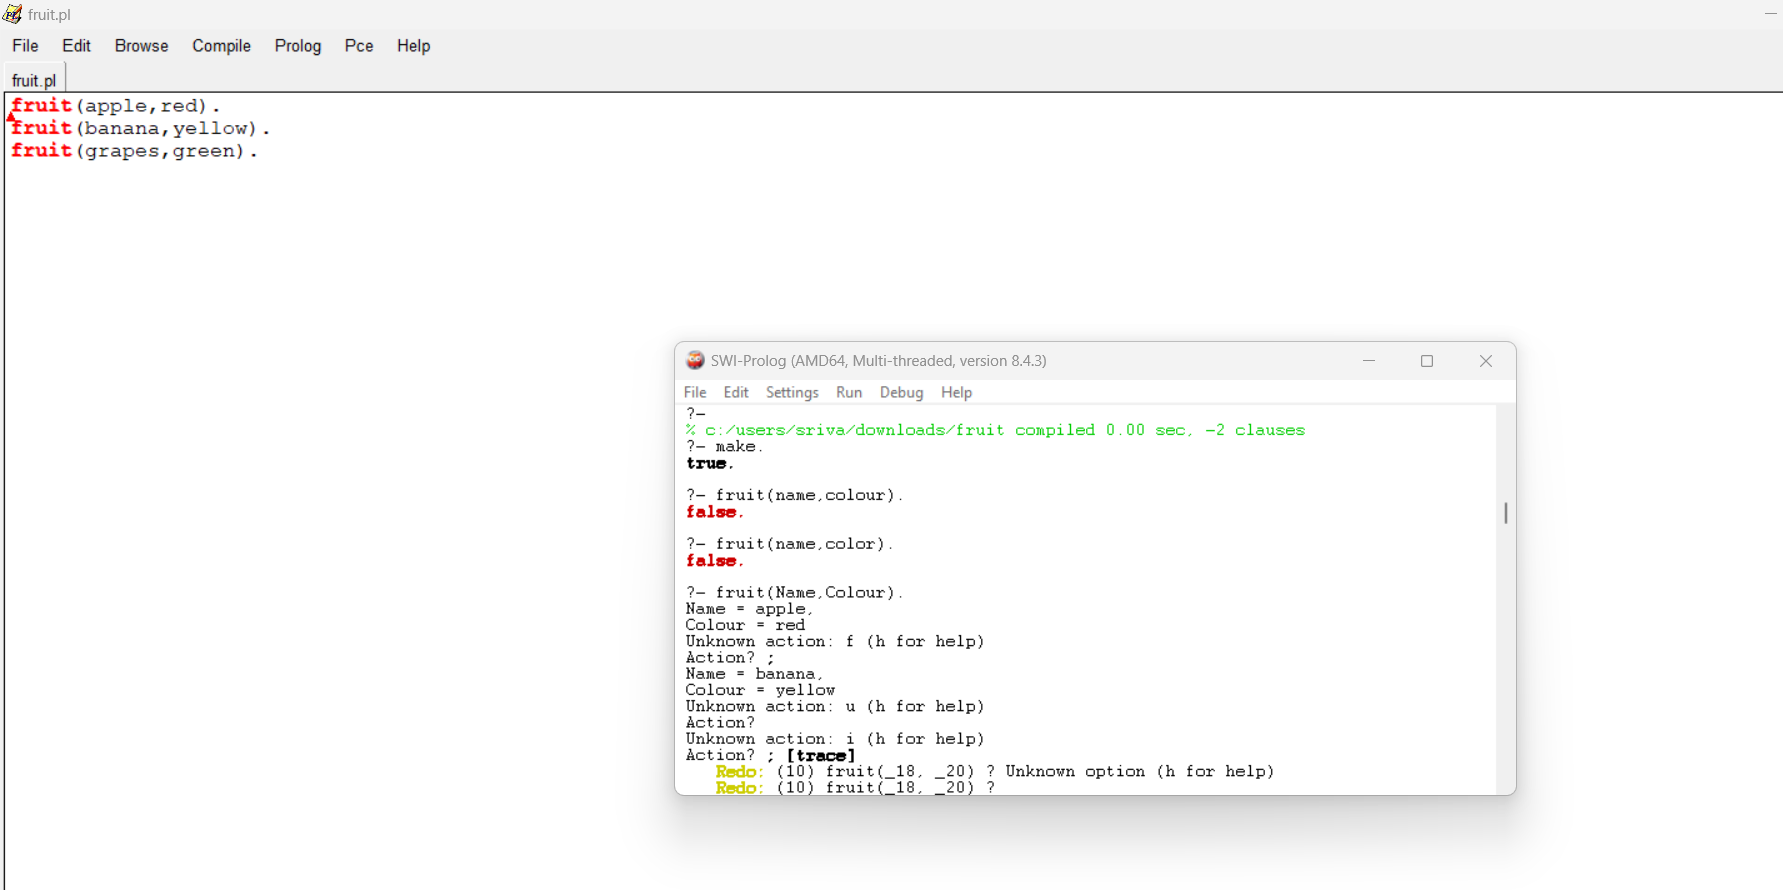 fruit.pl
File Edit Browse Compile Prolog Pce Help
fruit.pl
fruit(apple,red).
fruit(banana,yellow).
fruit(grapes,green).
SWI-Prolog (AMD64, Multi-threaded, version 8.4.3)
File Edit Settings Run Debug Help
?-
% c:/users/sriva/downloads/fruit compiled 0.00 sec, -2 clauses
?- make.
true.
?- fruit(name,colour).
false.
?- fruit(name,color).
false.
?- fruit(Name,Colour).
Name = apple,
Colour = red
Unknown action: f (h for help)
Action? ;
Name = banana,
Colour = yellow
Unknown action: u (h for help)
Action?
Unknown action: i (h for help)
Action? ; [trace]
Redo: (10) fruit(_18, _20) ? Unknown option (h for help)
Redo: (10) fruit(_18, _20) ?